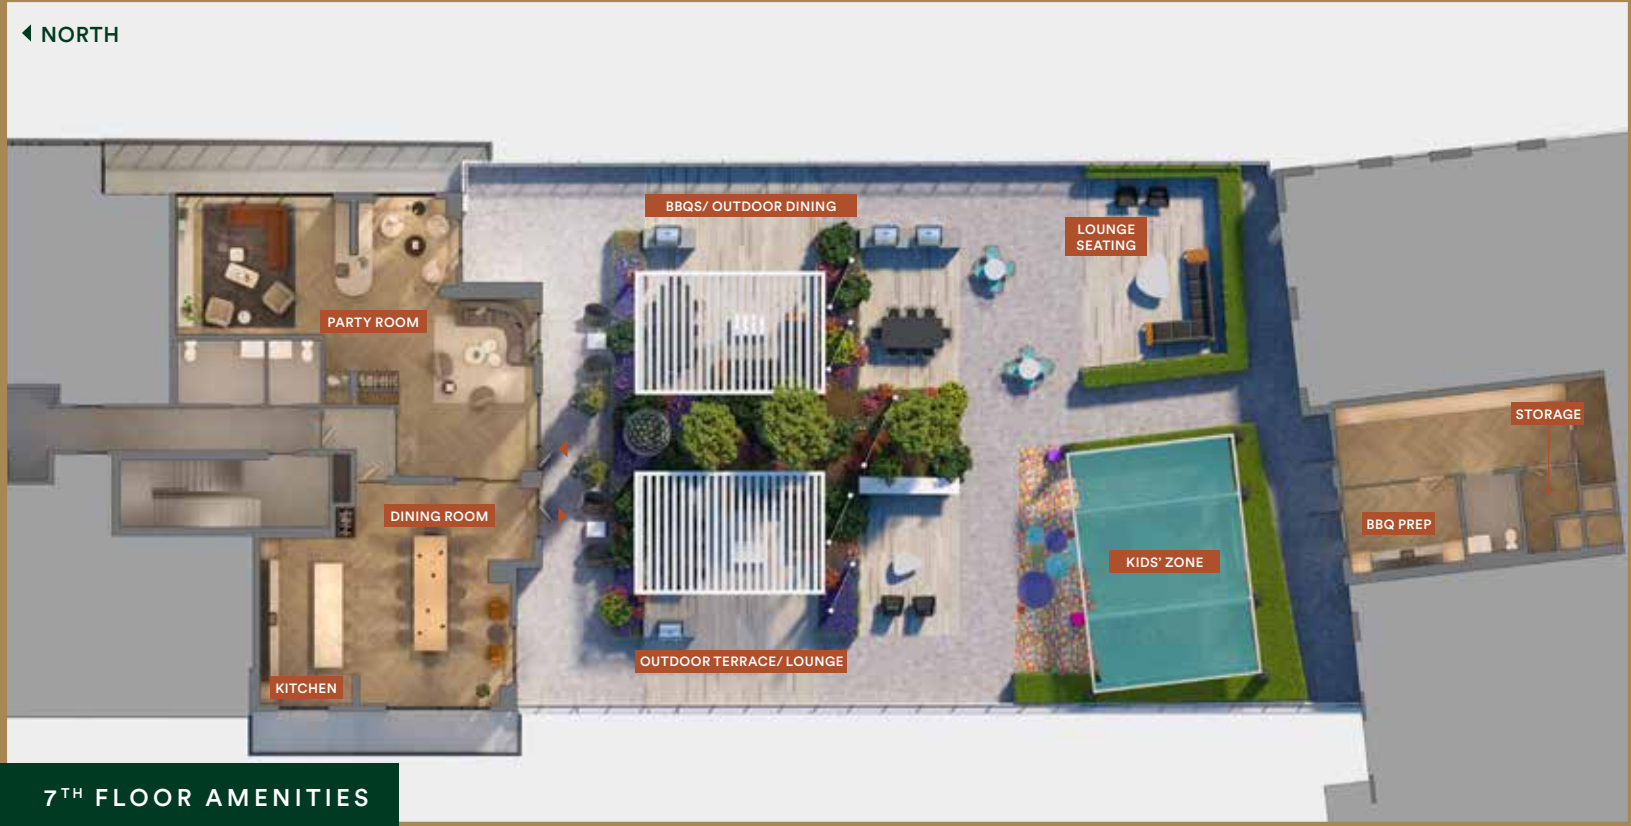 NORTH
BBQS/ OUTDOOR DINING
LOUNGE
SEATING
PARTY ROOM
STORAGE
DINING ROOM
BBQ PREP
KIDS' ZONE
OUTDOOR TERRACE/ LOUNGE
KITCHEN
7TH FLOOR AMENITIES